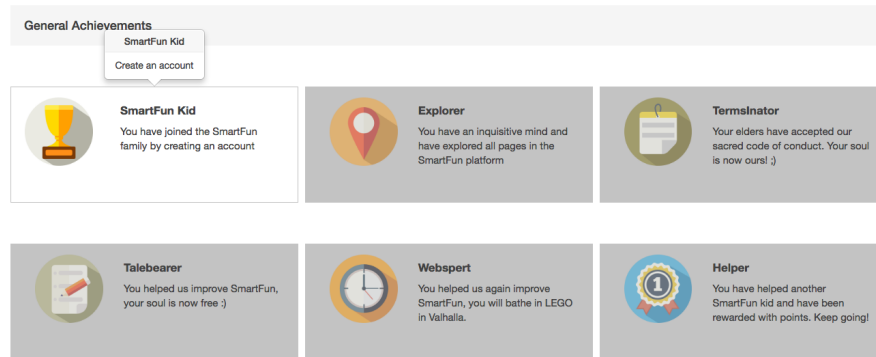 General Achievements
SmartFun Kid
Create an account
SmartFun Kid
You have joined the SmartFun
family by creating an account
Explorer
You have an inquisitive mind and
have explored all pages in the
SmartFun platform
TermsInator
Your elders have accepted our
sacred code of conduct. Your soul
is now ours! ;)
Talebearer
You helped us improve SmartFun,
your soul is now free :)
Webspert
You helped us again improve
SmartFun, you will bathe in LEGO
in Valhalla.
1
Helper
You have helped another
SmartFun kid and have been
rewarded with points. Keep going!